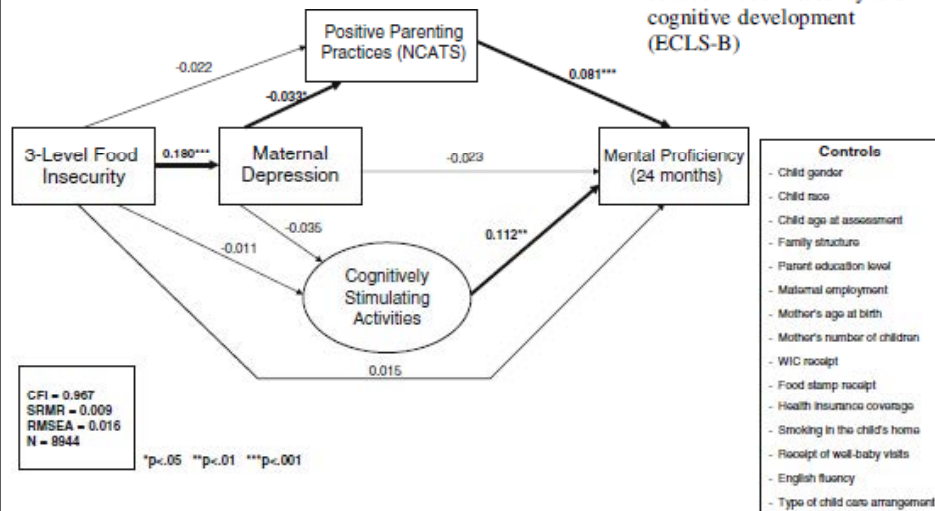 cognitive development
(ECLS-B)
Positive Parenting
Practices (NCATS)
-0.022
0.081***
-0.033*
3-Level Food
Insecurity
0.180***
Maternal
Depression
-0.023
Mental Proficiency
(24 months)
-0.035
-0.011
0.112**
Cognitively
Stimulating
Activities
0.015
CFI = 0.967
SRMR = 0.009
RMSEA = 0.016
N = 8944
*p<.05 **p<.01 ***p<.001
Controls
- Child gender
- Child race
- Child age at assessment
- Family structure
- Parent education level
- Maternal employment
- Mother's age at birth
- Mother's number of children
- WIC receipt
- Food stamp receipt
- Health insurance coverage
- Smoking in the child's home
- Receipt of well-baby visits
- English fluency
- Type of child care arrangement